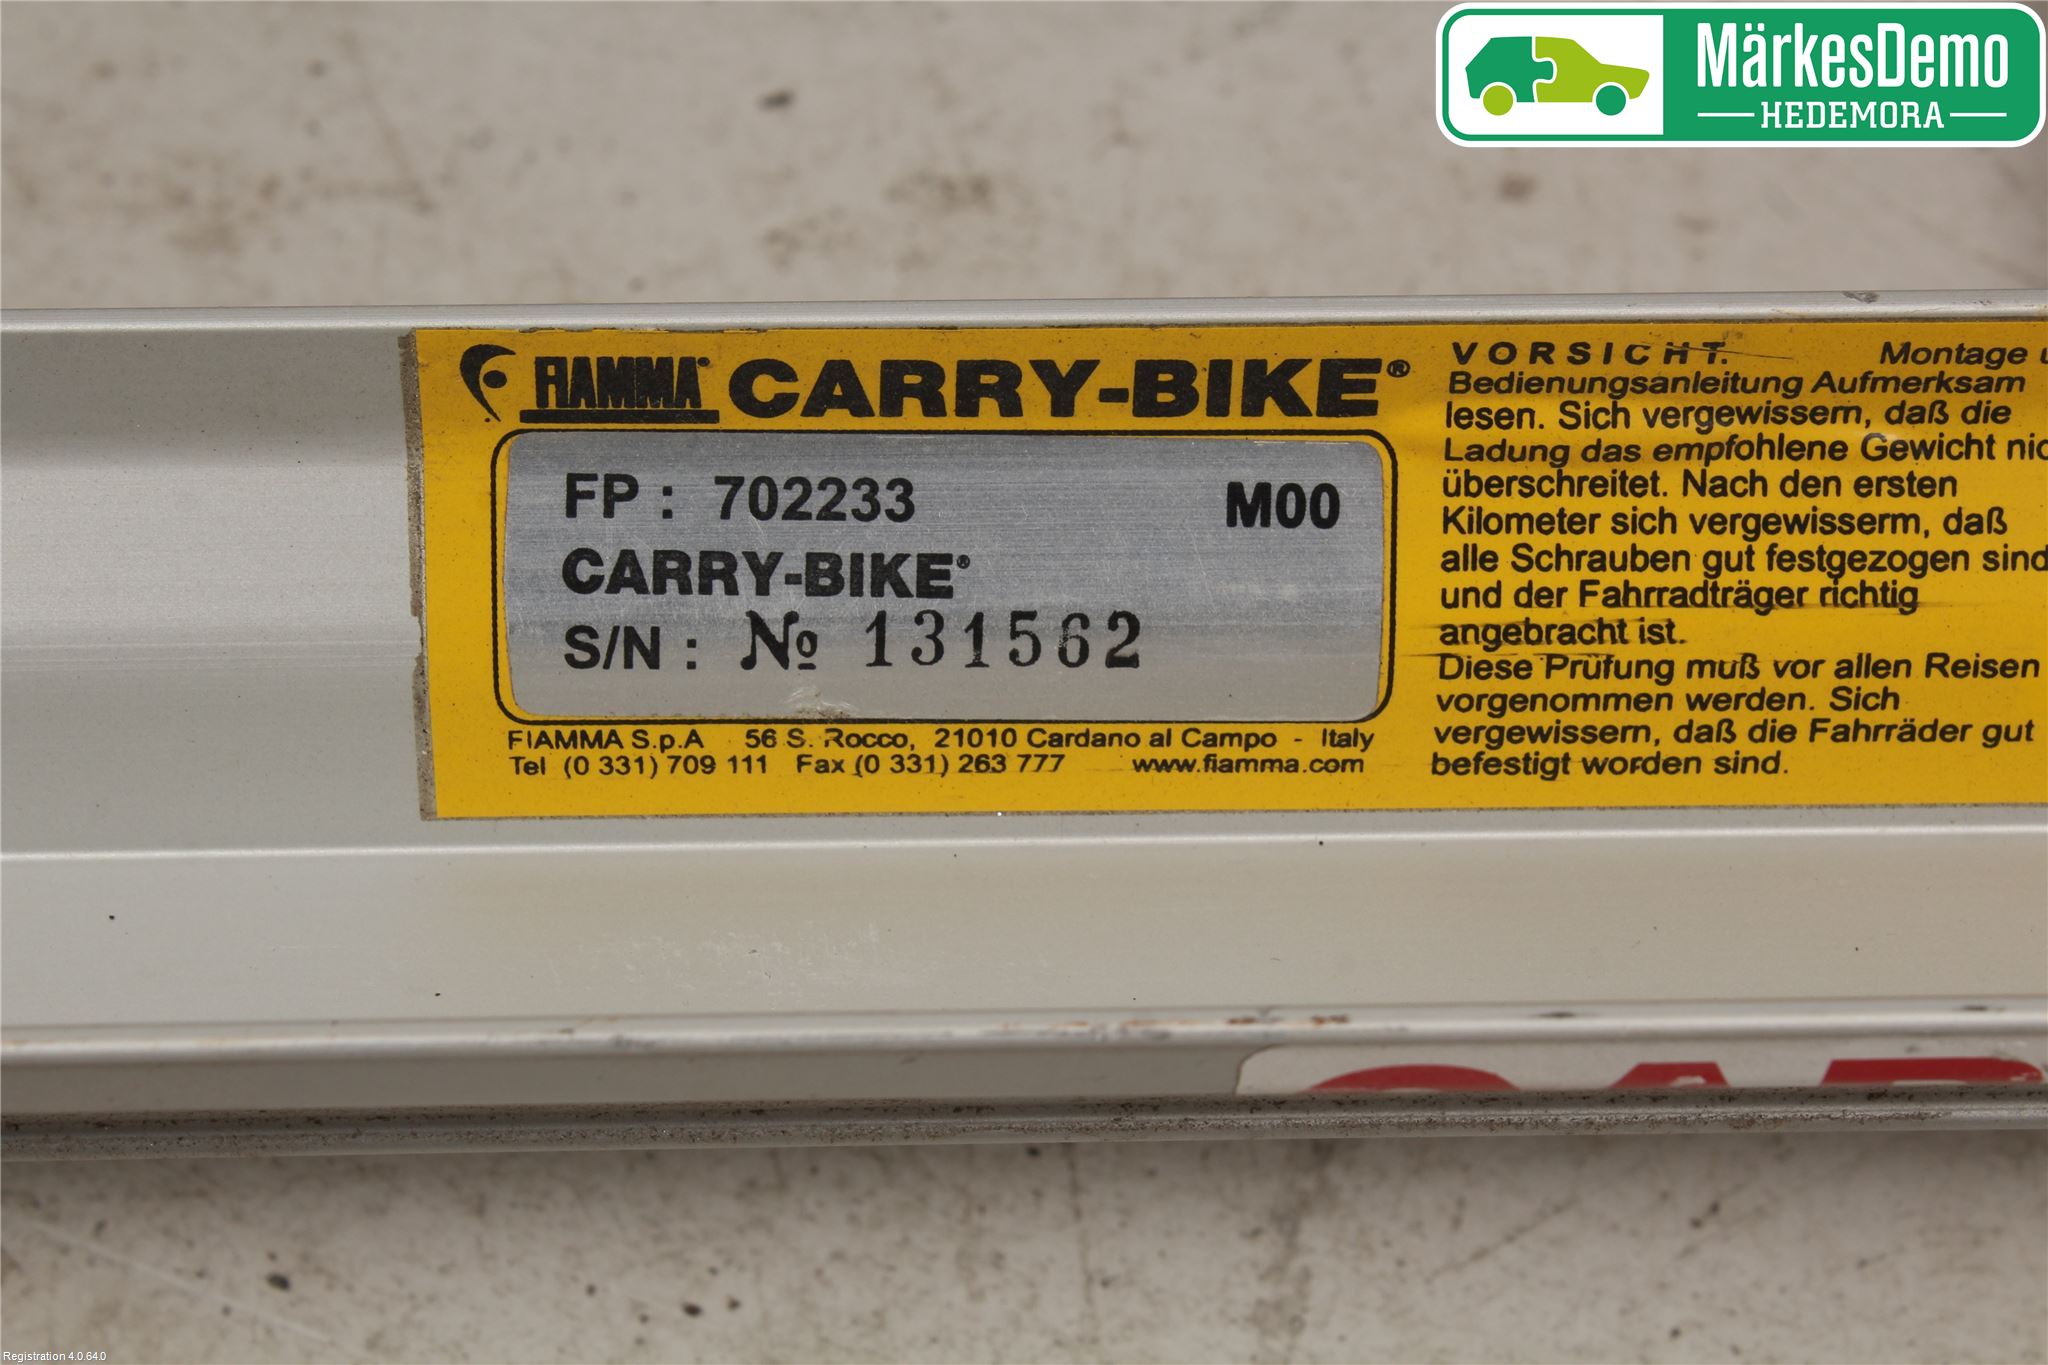 MärkesDemo
HEDEMORA
FIAMMA® CARRY-BIKE®
FP : 702233 M00
CARRY-BIKE®
S/N : № 131562
FIAMMA S.p.A 56 S. Rocco, 21010 Cardano al Campo - Italy
Tel (0 331) 709 111 Fax (0 331) 263 777 www.fiamma.com
VORSICHT. Montage
Bedienungsanleitung Aufmerksam
lesen. Sich vergewissern, daß die
Ladung das empfohlene Gewicht
überschreitet. Nach den ersten
Kilometer sich vergewisserm, daß
alle Schrauben gut festgezogen sind
und der Fahrradträger richtig
angebracht ist.
Diese Prüfung muß vor allen Reisen
vorgenommen werden. Sich
vergewissern, daß die Fahrräder gut
befestigt worden sind.
Registration 4.0.64.0